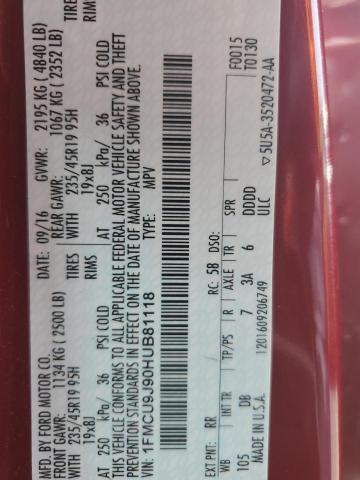 MFD. BY FORD MOTOR CO.
DATE: 09/16 GVWR: 2195 KG ( 4840 LB)
FRONT GAWR: 1134 KG ( 2500 LB) REAR GAWR: 1067 KG ( 2352 LB)
WITH 235/45R19 95H TIRES WITH 235/45R19 95H TIRES
19x8J RIMS 19x8J RIMS
AT 250 kPa/ 36 PSI COLD AT 250 kPa/ 36 PSI COLD
THIS VEHICLE CONFORMS TO ALL APPLICABLE FEDERAL MOTOR VEHICLE SAFETY AND THEFT
PREVENTION STANDARDS IN EFFECT ON THE DATE OF MANUFACTURE SHOWN ABOVE.
VIN: 1FMCU9J90HUB81118 TYPE: MPV
F0015
T0130
EXT PNT: RR / RC: 5B DSO:
WB INT TR TP/PS R AXLE TR SPR
105 DB 7 3A 6 DDDD
ULC
MADE IN U.S.A. 1201609206749 ▽5U5A-3520472-AA